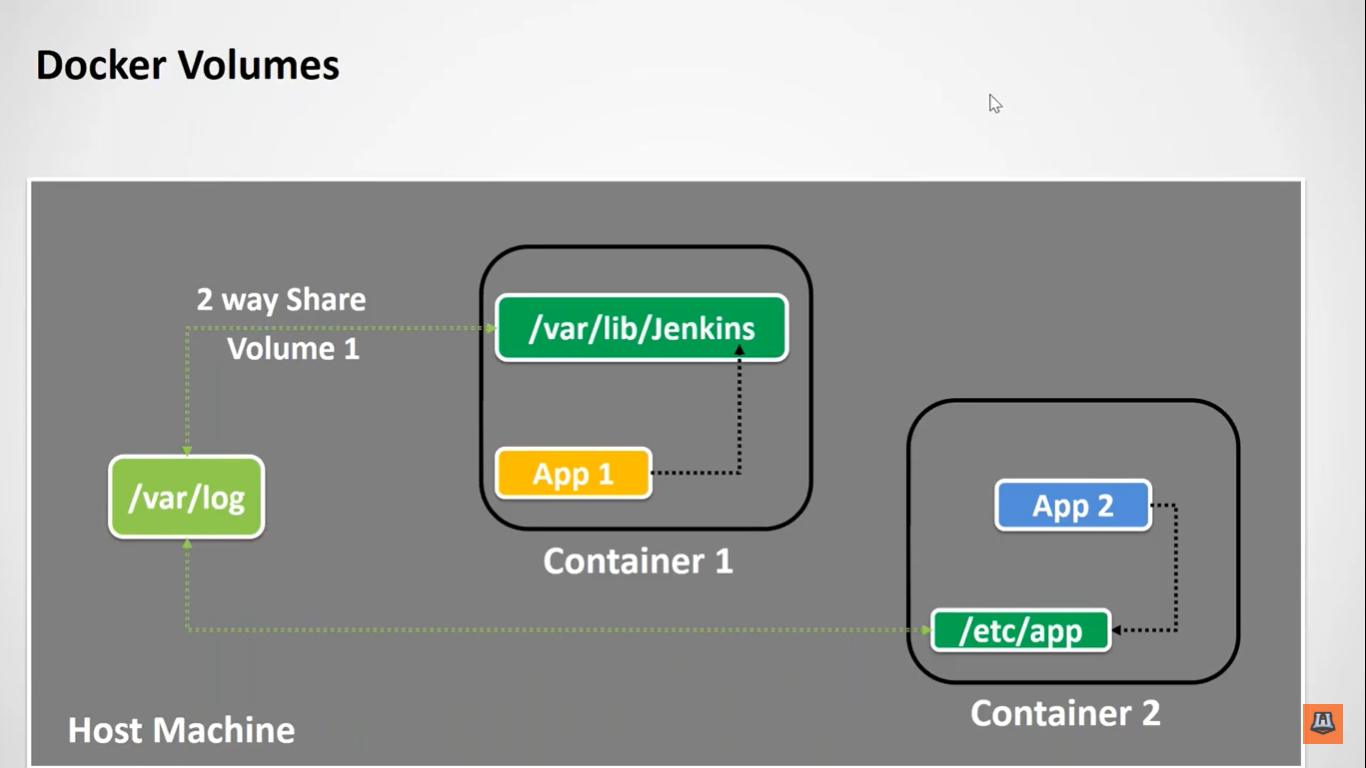 Docker Volumes
2 way Share
Volume 1
/var/lib/Jenkins
/var/log
App 1
Container 1
App 2
/etc/app
Container 2
Host Machine